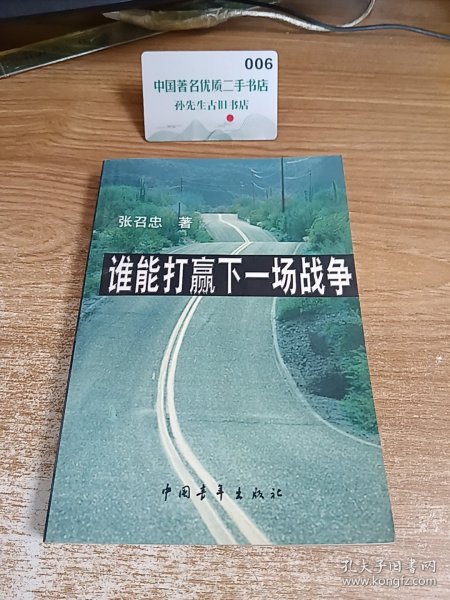 006
中国著名优质二手书店
孙先生古旧书店
张召忠 著
谁能打赢下一场战争
中国青年出版社
孔夫子旧书网
www.kongfz.com